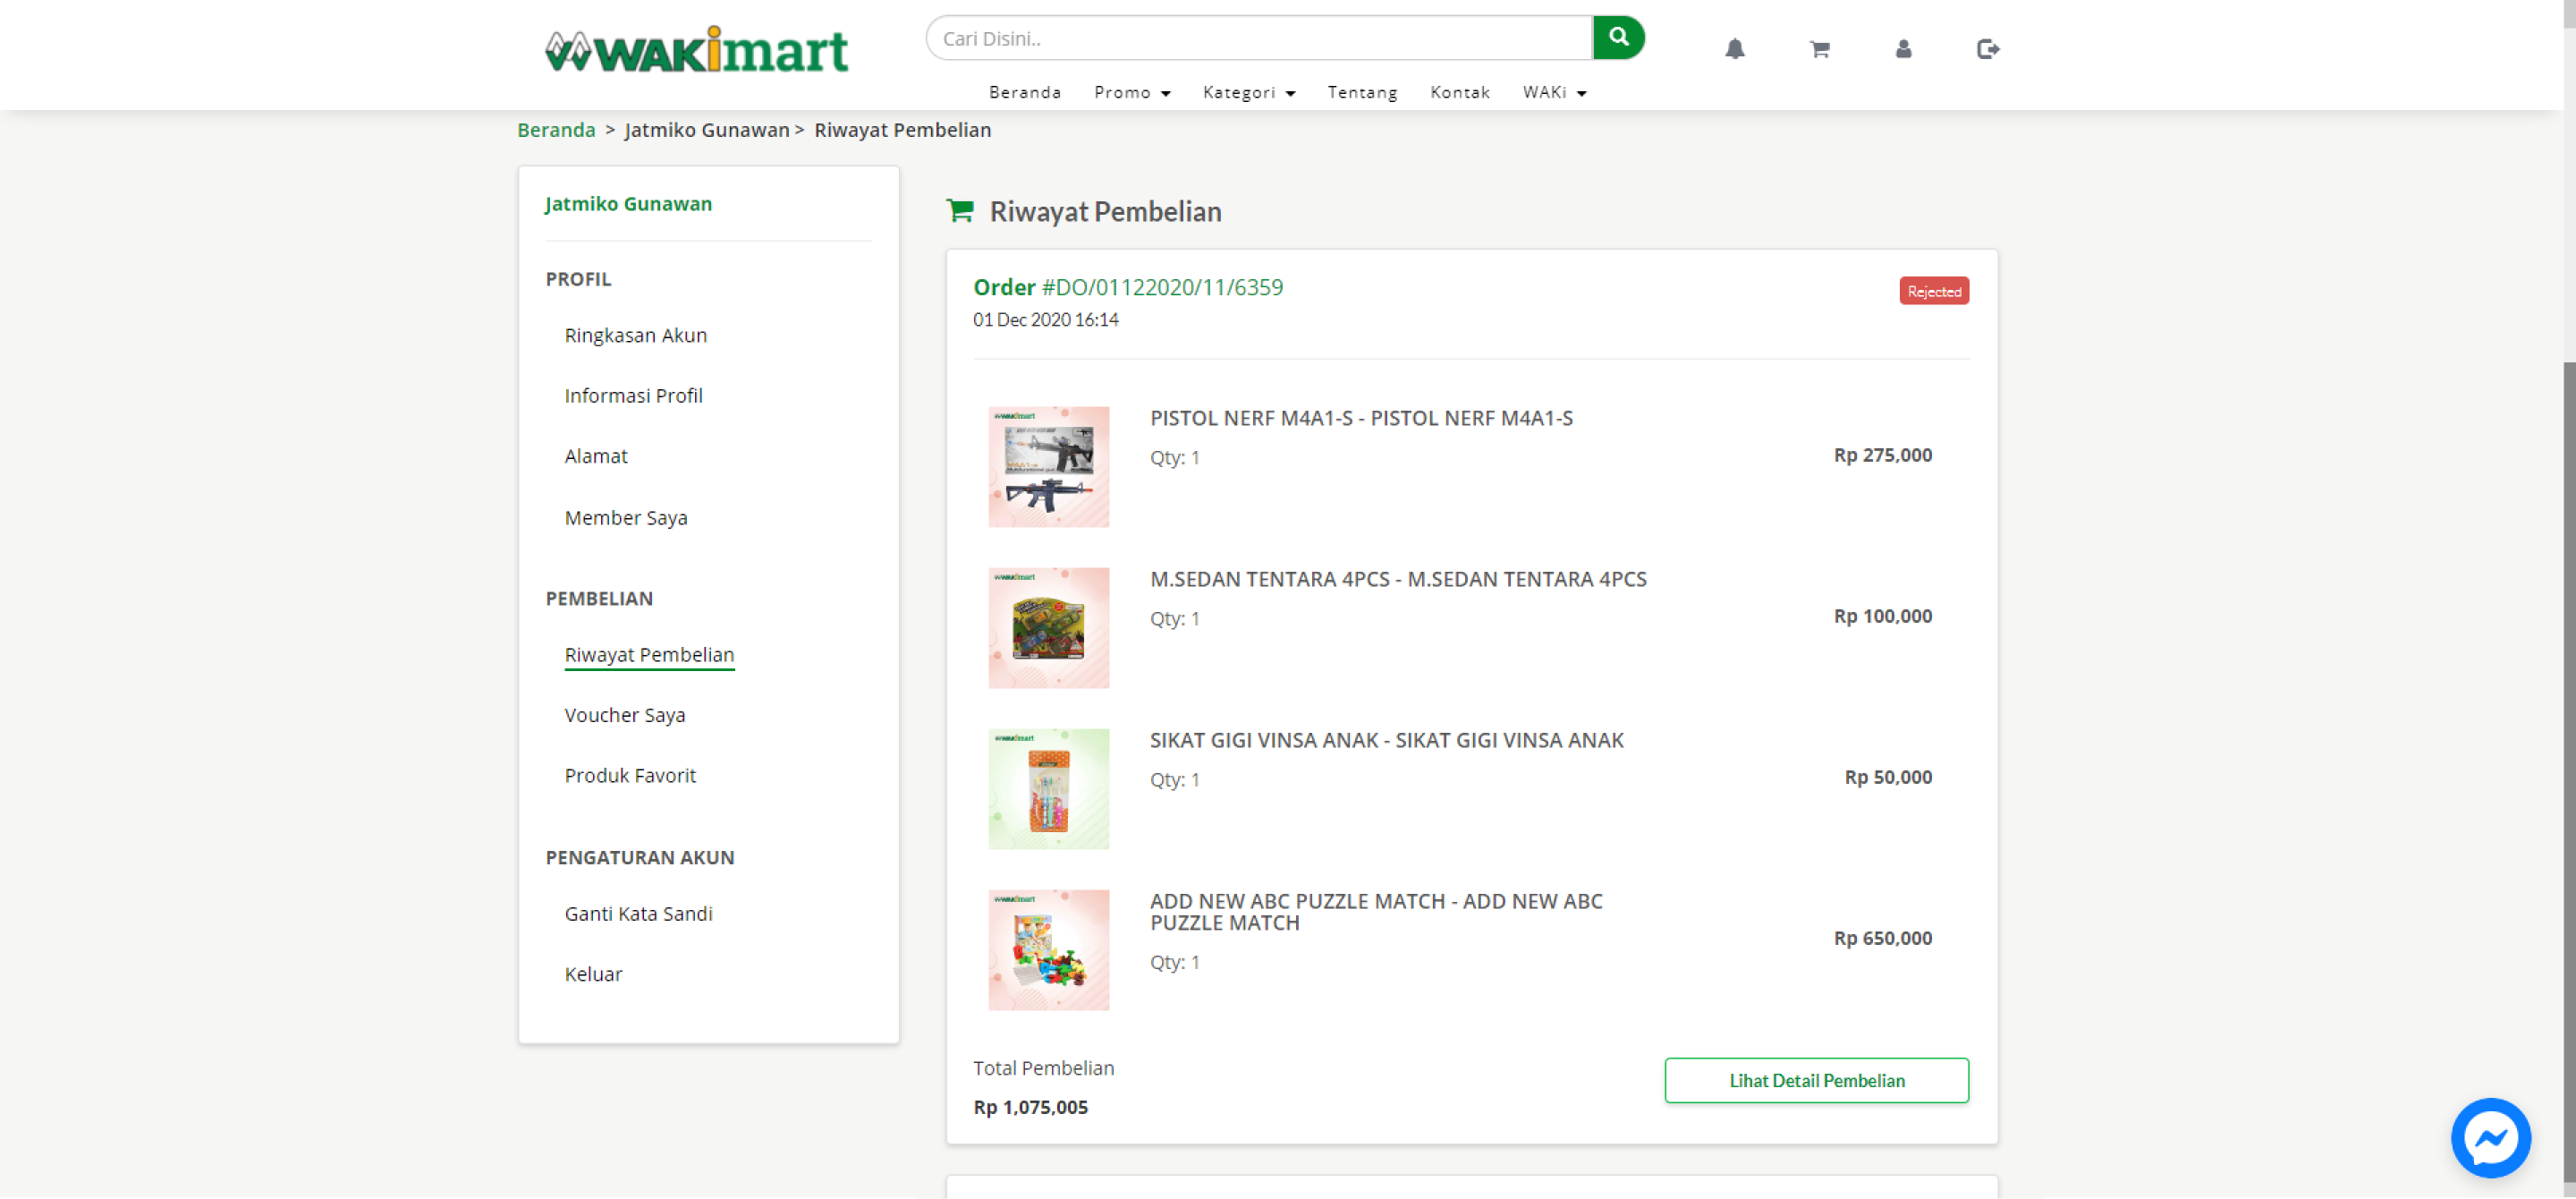 WAKimart
Cari Disini..
Beranda Promo Kategori Tentang Kontak WAKi
Beranda > Jatmiko Gunawan > Riwayat Pembelian
Jatmiko Gunawan
PROFIL
Ringkasan Akun
Informasi Profil
Alamat
Member Saya
PEMBELIAN
Riwayat Pembelian
Voucher Saya
Produk Favorit
PENGATURAN AKUN
Ganti Kata Sandi
Keluar
Riwayat Pembelian
Order #DO/01122020/11/6359
Rejected
01 Dec 2020 16:14
WAKimart
PISTOL NERF M4A1-S - PISTOL NERF M4A1-S
Qty: 1
Rp 275,000
WAKimart
M.SEDAN TENTARA 4PCS - M.SEDAN TENTARA 4PCS
Qty: 1
Rp 100,000
WAKimart
SIKAT GIGI VINSA ANAK - SIKAT GIGI VINSA ANAK
Qty: 1
Rp 50,000
WAKimart
ADD NEW ABC PUZZLE MATCH - ADD NEW ABC
PUZZLE MATCH
Qty: 1
Rp 650,000
Total Pembelian
Rp 1,075,005
Lihat Detail Pembelian